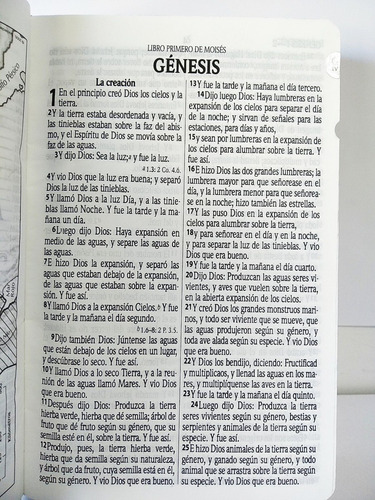 LIBRO PRIMERO DE MOISÉS
GÉNESIS
La creación
1 En el principio creó Dios los cielos y la
tierra.
2 Y la tierra estaba desordenada y vacía, y
las tinieblas estaban sobre la faz del abis-
mo, y el Espíritu de Dios se movía sobre la
faz de las aguas.
3 Y dijo Dios: Sea la luz;a y fue la luz.
a 1.3: 2 Co. 4.6.
4 Y vio Dios que la luz era buena; y separó
Dios la luz de las tinieblas.
5 Y llamó Dios a la luz Día, y a las tinie-
blas llamó Noche. Y fue la tarde y la maña-
na un día.
6 Luego dijo Dios: Haya expansión en
medio de las aguas, y separe las aguas de
las aguas.
7 E hizo Dios la expansión, y separó las
aguas que estaban debajo de la expansión,
de las aguas que estaban sobre la expan-
sión. Y fue así.
8 Y llamó Dios a la expansión Cielos.b Y fue
la tarde y la mañana el día segundo.
b 1.6–8: 2 P. 3.5.
9 Dijo también Dios: Júntense las aguas
que están debajo de los cielos en un lugar,
y descúbrase lo seco. Y fue así.
10 Y llamó Dios a lo seco Tierra, y a la reu-
nión de las aguas llamó Mares. Y vio Dios
que era bueno.
11 Después dijo Dios: Produzca la tierra
hierba verde, hierba que dé semilla; árbol de
fruto que dé fruto según su género, que su
semilla esté en él, sobre la tierra. Y fue así.
12 Produjo, pues, la tierra hierba verde,
hierba que da semilla según su naturaleza,
y árbol que da fruto, cuya semilla está en
él, según su género. Y vio Dios que era
bueno.
13 Y fue la tarde y la mañana el día tercero.
14 Dijo luego Dios: Haya lumbreras en la
expansión de los cielos para separar el día
de la noche; y sirvan de señales para las
estaciones, para días y años,
15 y sean por lumbreras en la expansión de
los cielos para alumbrar sobre la tierra. Y
fue así.
16 E hizo Dios las dos grandes lumbreras; la
lumbrera mayor para que señorease en el
día, y la lumbrera menor para que señorea-
se en la noche; hizo también las estrellas.
17 Y las puso Dios en la expansión de los
cielos para alumbrar sobre la tierra,
18 y para señorear en el día y en la noche, y
para separar la luz de las tinieblas. Y vio
Dios que era bueno.
19 Y fue la tarde y la mañana el día cuarto.
20 Dijo Dios: Produzcan las aguas seres vi-
vientes, y aves que vuelen sobre la tierra,
en la abierta expansión de los cielos.
21 Y creó Dios los grandes monstruos mari-
nos, y todo ser viviente que se mueve, que
las aguas produjeron según su género, y
toda ave alada según su especie. Y vio Dios
que era bueno.
22 Y Dios los bendijo, diciendo: Fructificad
y multiplicaos, y llenad las aguas en los ma-
res, y multiplíquense las aves en la tierra.
23 Y fue la tarde y la mañana el día quinto.
24 Luego dijo Dios: Produzca la tierra
seres vivientes según su género, bestias y
serpientes y animales de la tierra según su
especie. Y fue así.
25 E hizo Dios animales de la tierra según su
género, y ganado según su género, y todo
animal que se arrastra sobre la tierra según
su especie. Y vio Dios que era bueno.